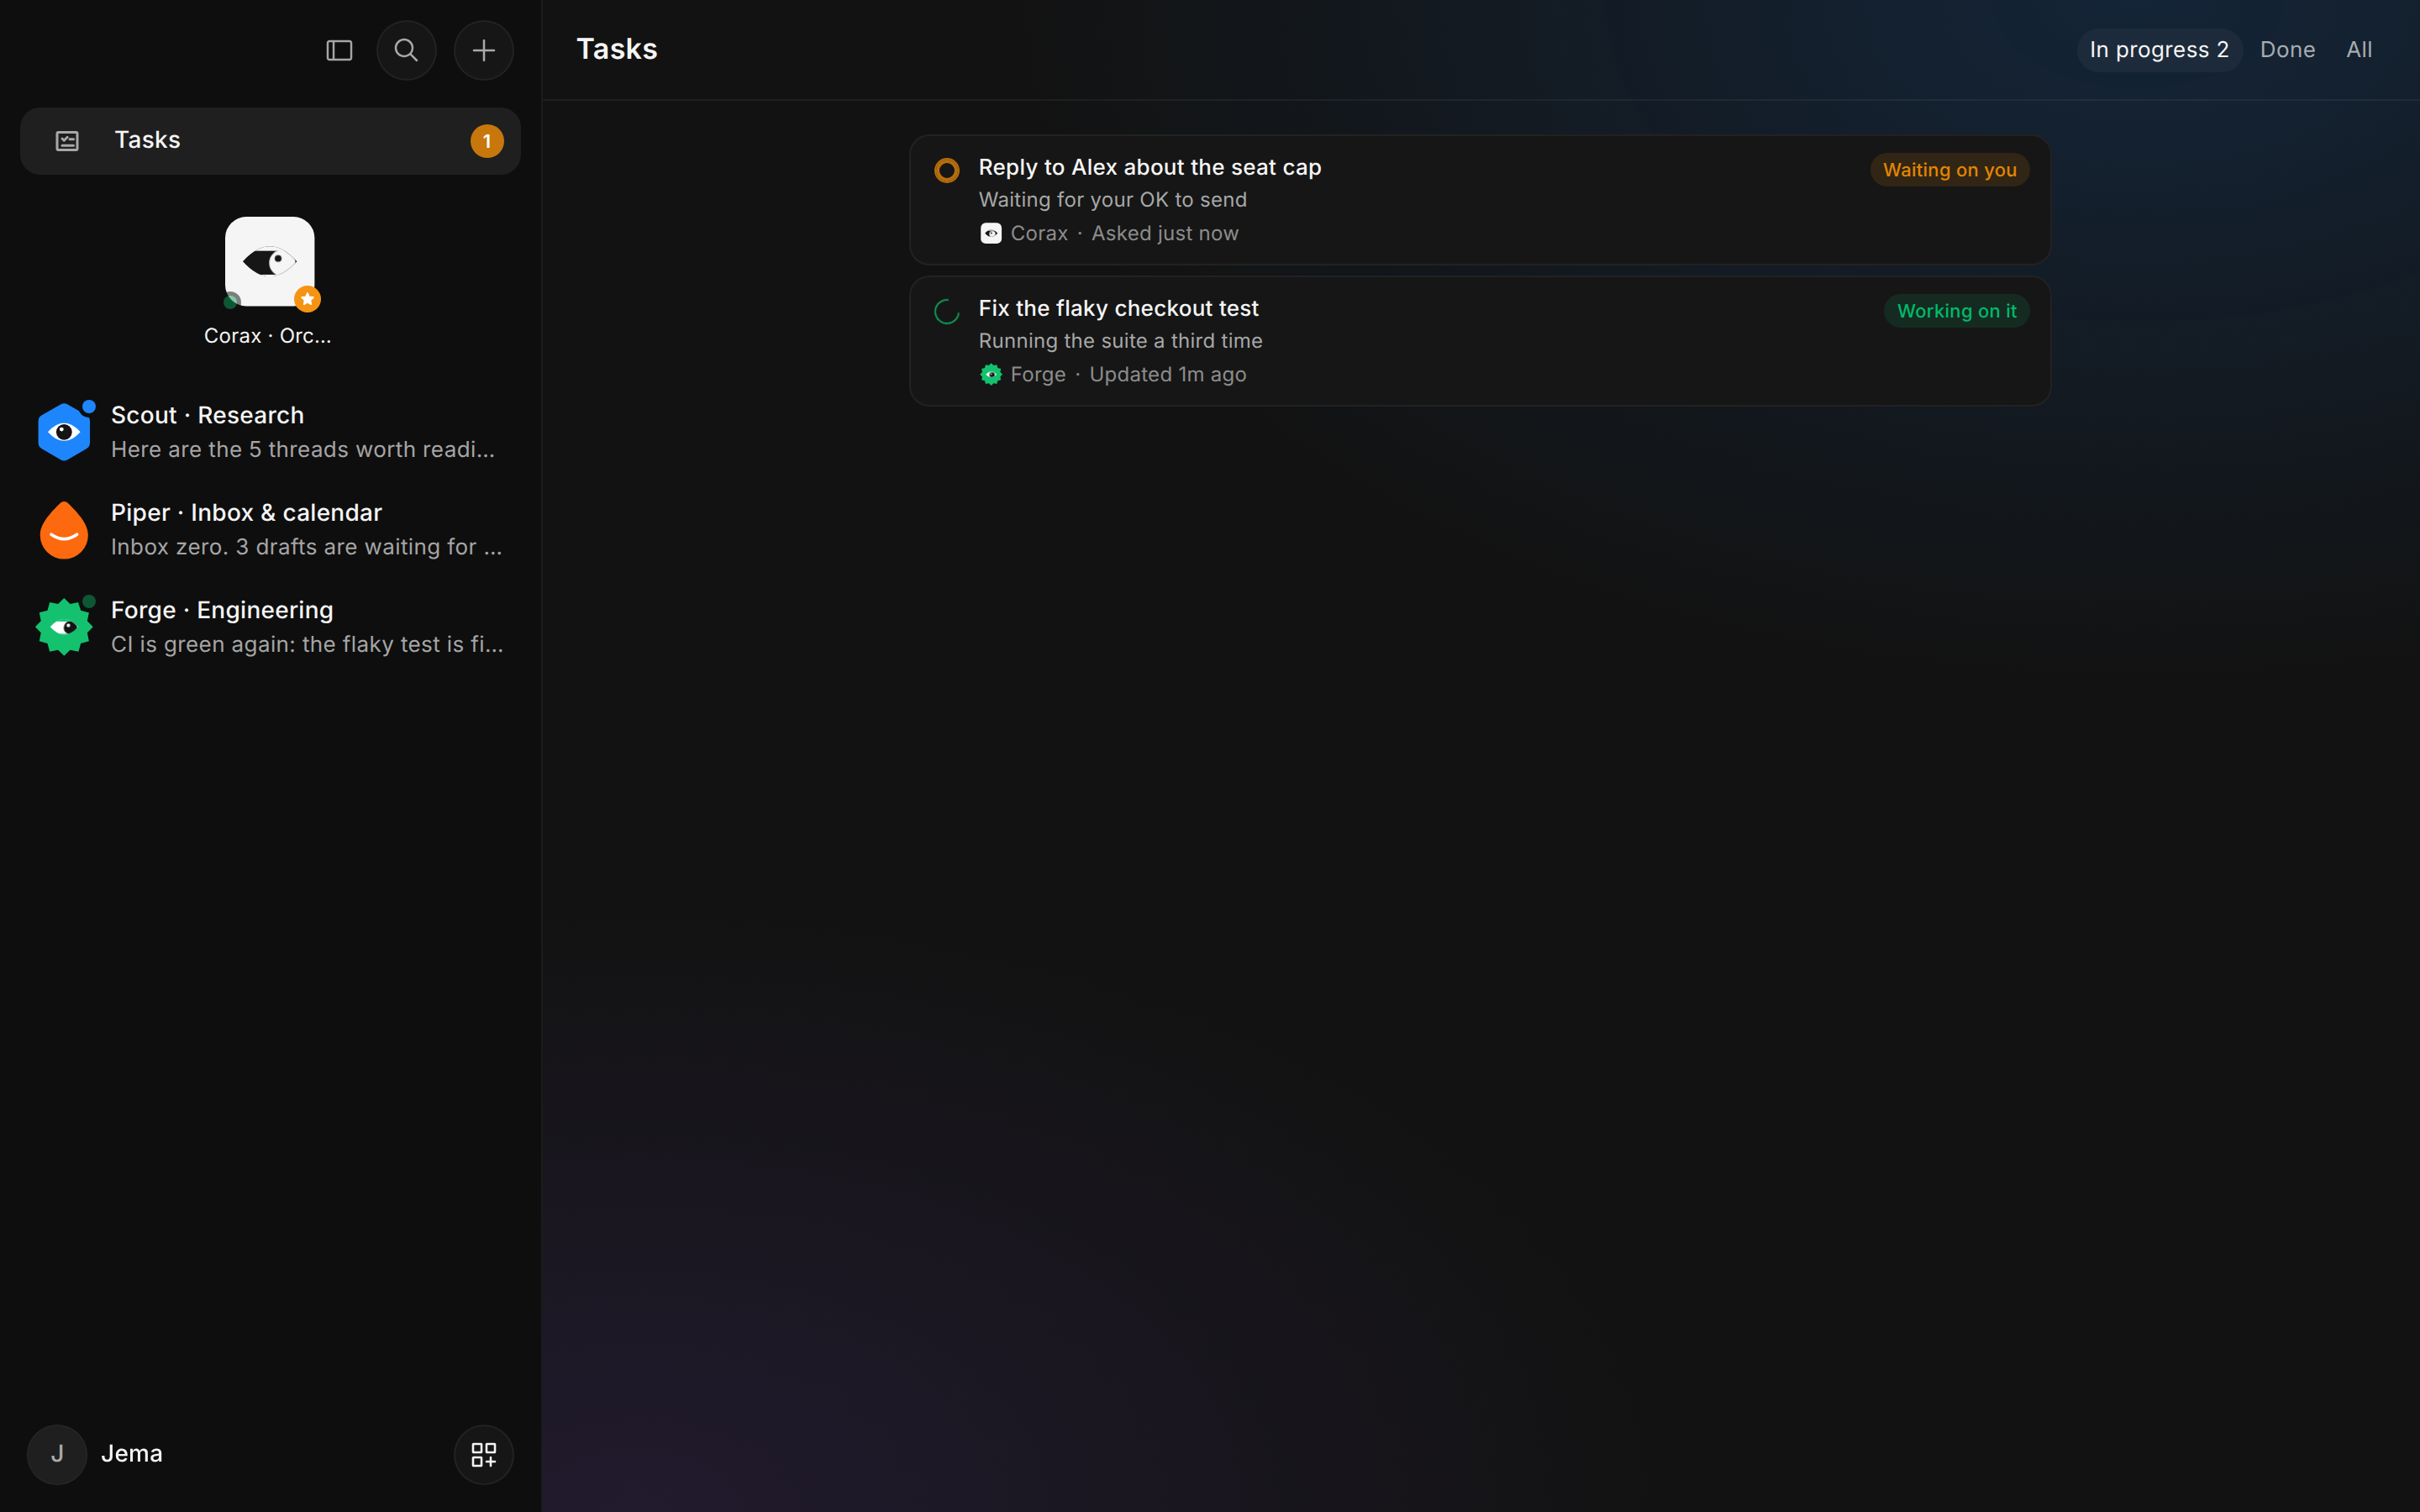 Tasks
1
Corax · Orc...
Scout · Research
Here are the 5 threads worth readi...
Piper · Inbox & calendar
Inbox zero. 3 drafts are waiting for ...
Forge · Engineering
CI is green again: the flaky test is fi...
J
Jema
Tasks
In progress 2
Done
All
Reply to Alex about the seat cap
Waiting on you
Waiting for your OK to send
Corax · Asked just now
Fix the flaky checkout test
Working on it
Running the suite a third time
Forge · Updated 1m ago